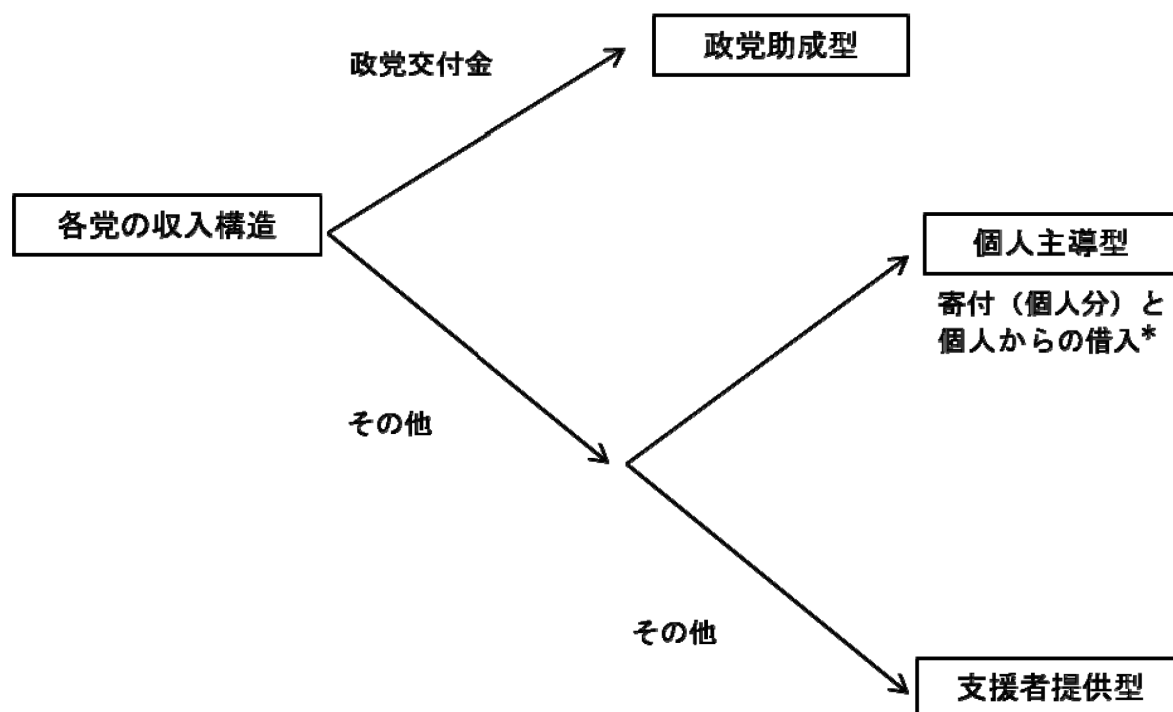 政党助成型
政党交付金
各党の収入構造
個人主導型
寄付（個人分）と
個人からの借入*
その他
その他
支援者提供型